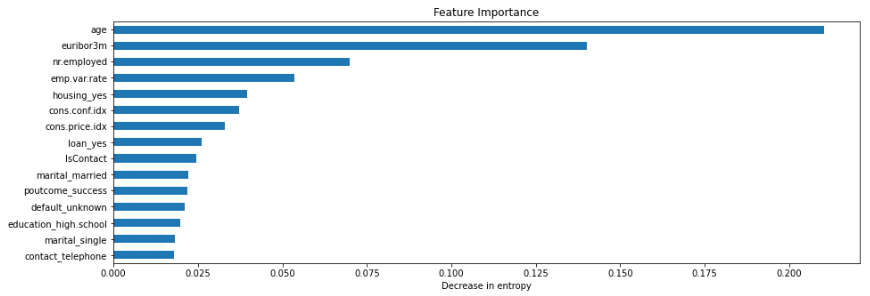 Feature Importance
age
euribor3m
nr.employed
emp.var.rate
housing_yes
cons.conf.idx
cons.price.idx
loan_yes
IsContact
marital_married
poutcome_success
default_unknown
education_high.school
marital_single
contact_telephone
0.000 0.025 0.050 0.075 0.100 0.125 0.150 0.175 0.200
Decrease in entropy